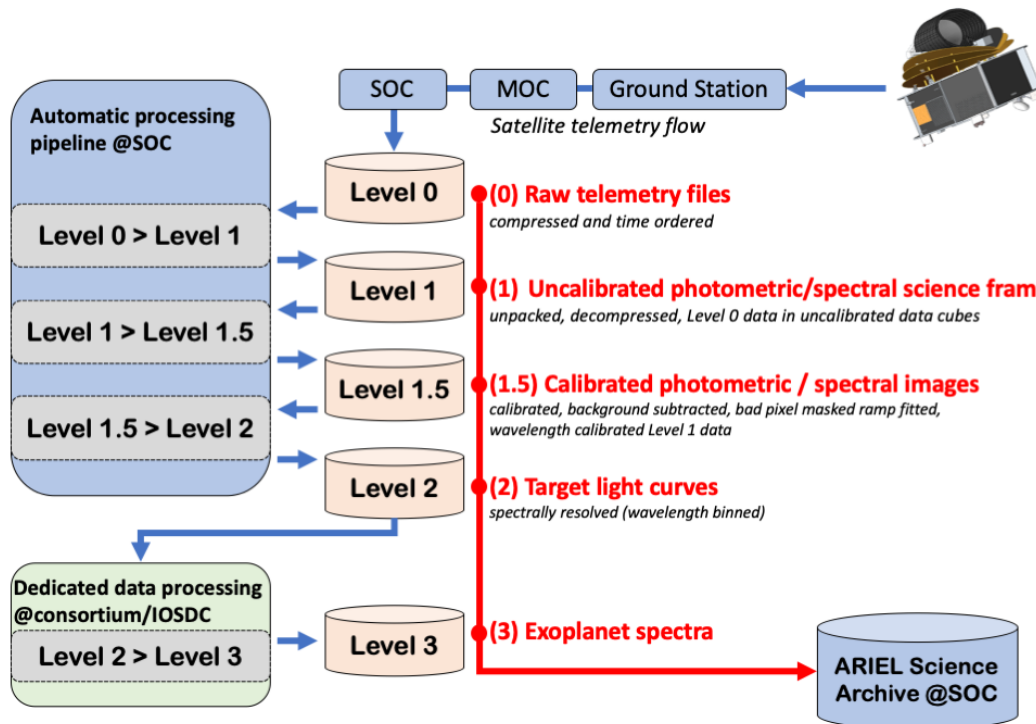 SOC
MOC
Ground Station
Satellite telemetry flow
Automatic processing
pipeline @SOC
Level 0 > Level 1
Level 1 > Level 1.5
Level 1.5 > Level 2
Level 0
(0) Raw telemetry files
compressed and time ordered
Level 1
(1) Uncalibrated photometric/spectral science fram
unpacked, decompressed, Level 0 data in uncalibrated data cubes
Level 1.5
(1.5) Calibrated photometric / spectral images
calibrated, background subtracted, bad pixel masked ramp fitted,
wavelength calibrated Level 1 data
Level 2
(2) Target light curves
spectrally resolved (wavelength binned)
Dedicated data processing
@consortium/IOSDC
Level 2 > Level 3
Level 3
(3) Exoplanet spectra
ARIEL Science
Archive @SOC